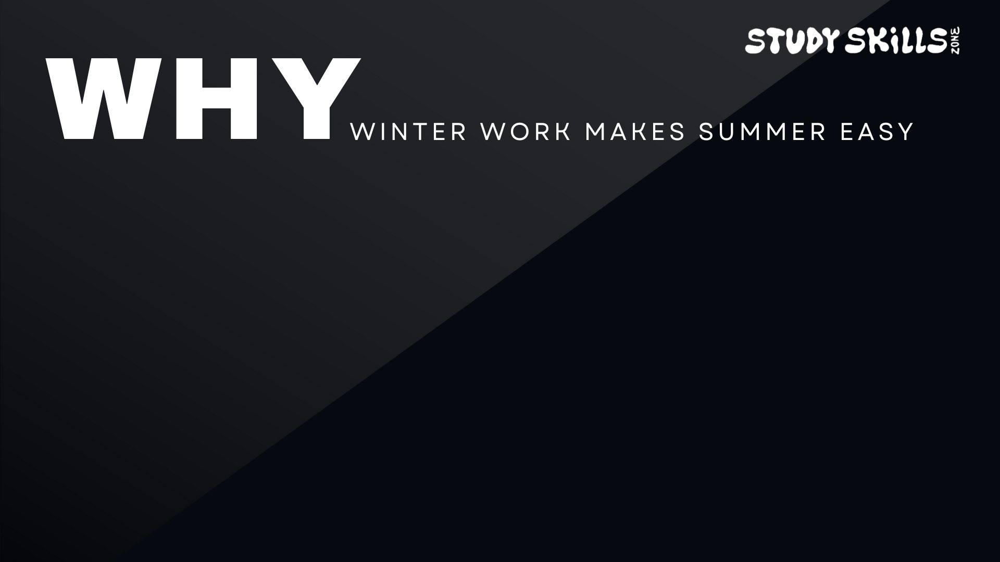 STUDY SKiLLS ZONE
WHY
WINTER WORK MAKES SUMMER EASY